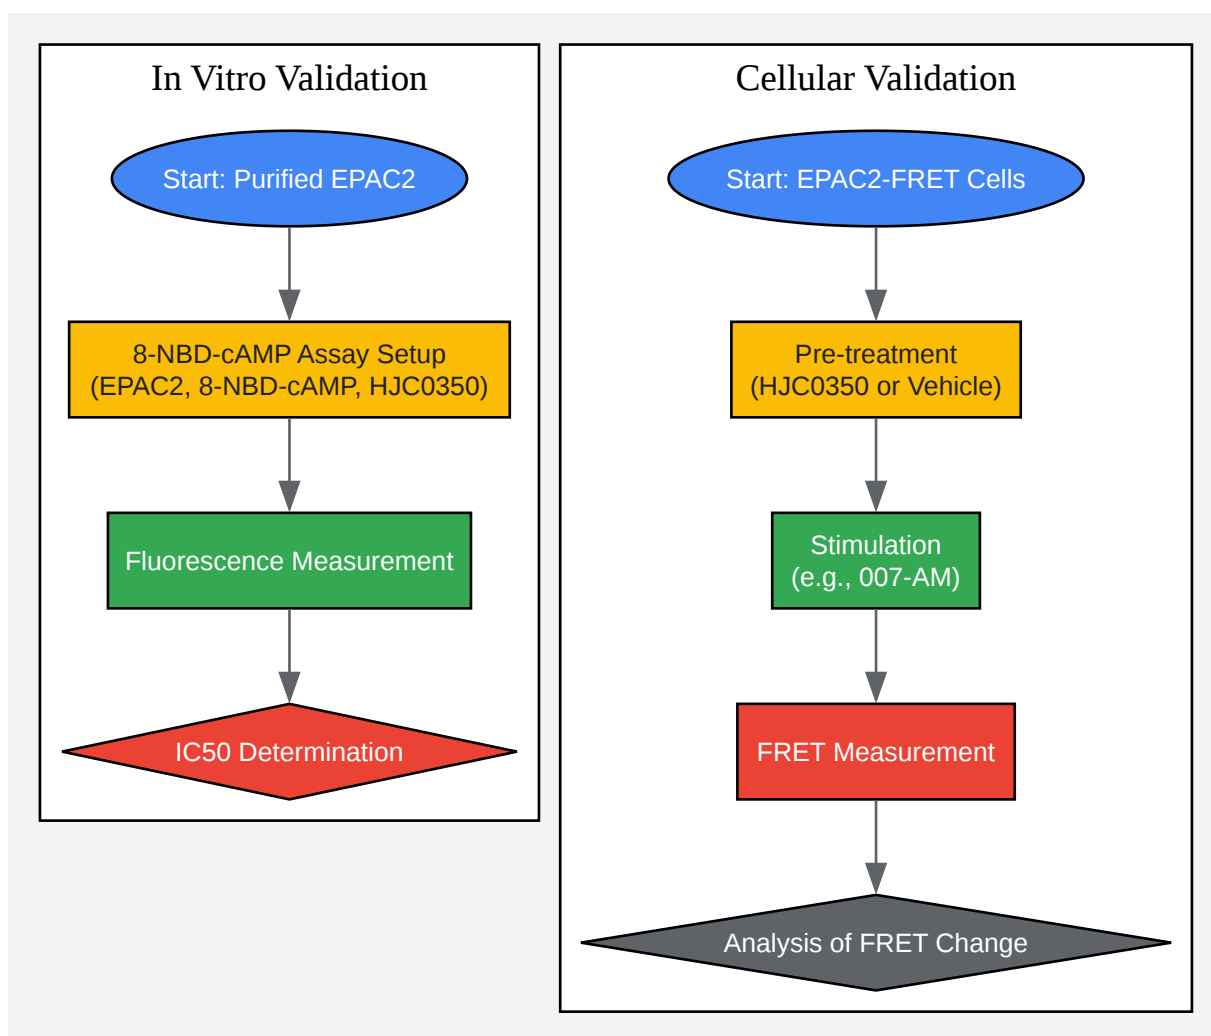 In Vitro Validation
Start: Purified EPAC2
8-NBD-cAMP Assay Setup
(EPAC2, 8-NBD-cAMP, HJC0350)
Fluorescence Measurement
IC50 Determination
Cellular Validation
Start: EPAC2-FRET Cells
Pre-treatment
(HJC0350 or Vehicle)
Stimulation
(e.g., 007-AM)
FRET Measurement
Analysis of FRET Change